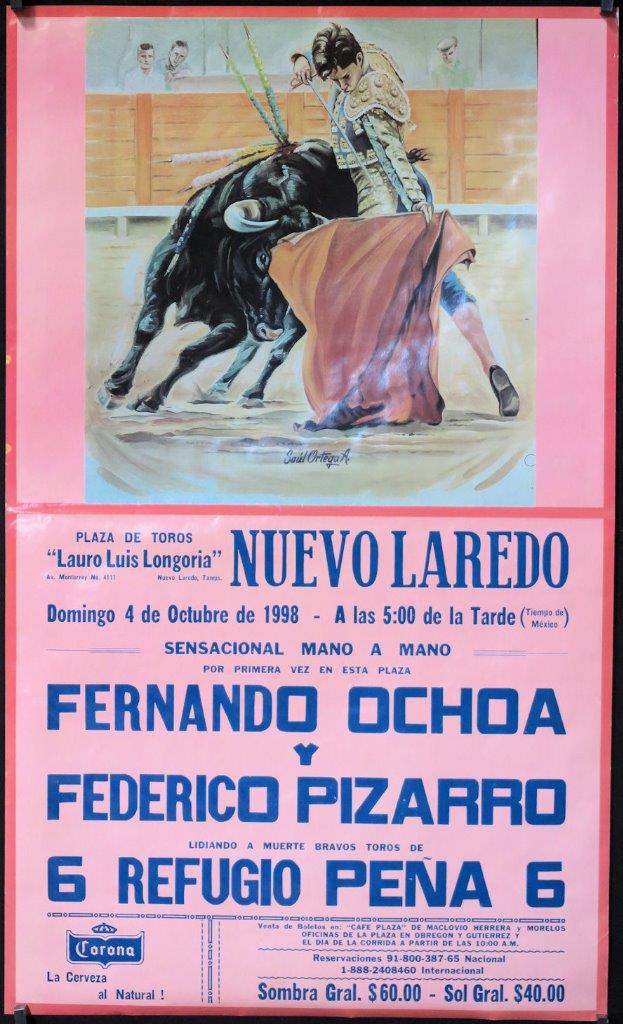 Saúl Ortega A.
PLAZA DE TOROS
"Lauro Luis Longoria"
Av. Monterrey No. 4111 Nuevo Laredo, Tamps.
NUEVO LAREDO
Domingo 4 de Octubre de 1998 - A las 5:00 de la Tarde (Tiempo de México)
SENSACIONAL MANO A MANO
POR PRIMERA VEZ EN ESTA PLAZA
FERNANDO OCHOA
Y
FEDERICO PIZARRO
LIDIANDO A MUERTE BRAVOS TOROS DE
6 REFUGIO PEÑA 6
Corona
La Cerveza
al Natural !
Venta de Boletos en: "CAFE PLAZA" DE MACLOVIO HERRERA y MORELOS
OFICINAS DE LA PLAZA EN OBREGON Y GUTIERREZ Y
EL DIA DE LA CORRIDA A PARTIR DE LAS 10:00 A.M.
Reservaciones 91-800-387-65 Nacional
1-888-2408460 Internacional
Sombra Gral. $60.00 - Sol Gral. $40.00